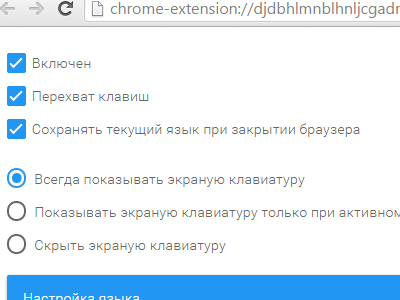 chrome-extension://djdbhlmnblhnljcgadm
Включен
Перехват клавиш
Сохранять текущий язык при закрытии браузера
Всегда показывать экраную клавиатуру
Показывать экраную клавиатуру только при активном
Скрыть экраную клавиатуру
Настройка языка